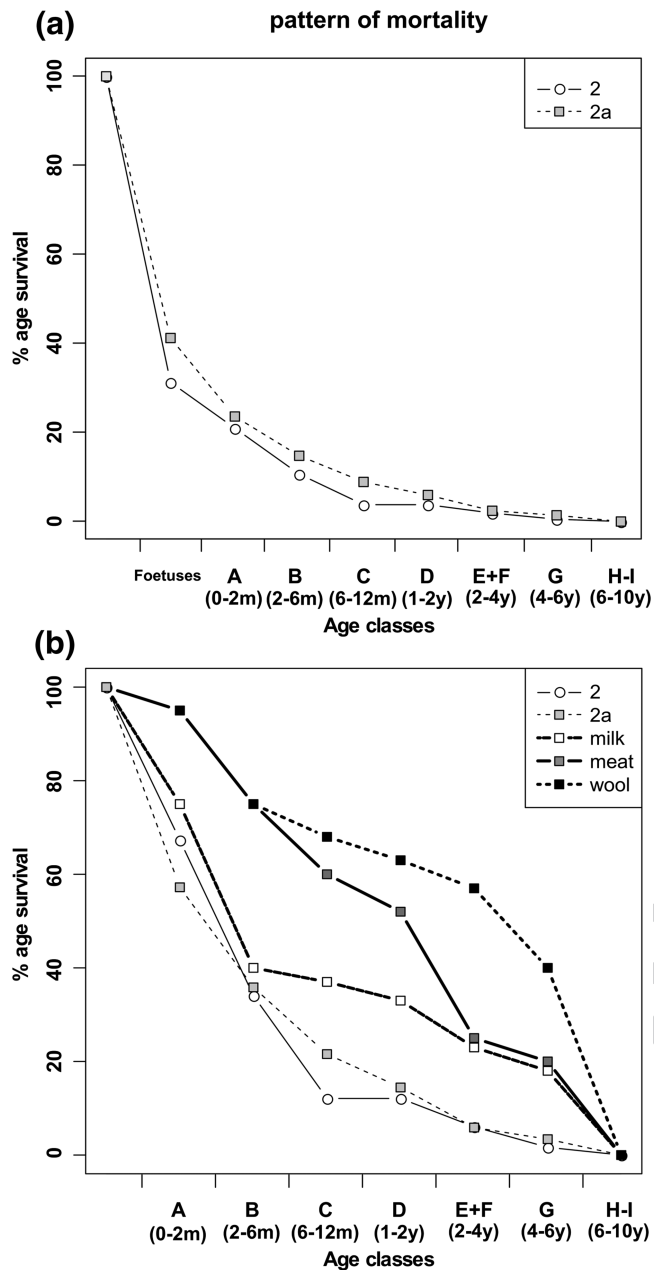 (a)
pattern of mortality
2
2a
% age survival
100
80
60
40
20
0
Foetuses A B C D E+F G H-I
(0-2m) (2-6m) (6-12m) (1-2y) (2-4y) (4-6y) (6-10y)
Age classes
(b)
2
2a
milk
meat
wool
% age survival
100
80
60
40
20
0
A B C D E+F G H-I
(0-2m) (2-6m) (6-12m) (1-2y) (2-4y) (4-6y) (6-10y)
Age classes